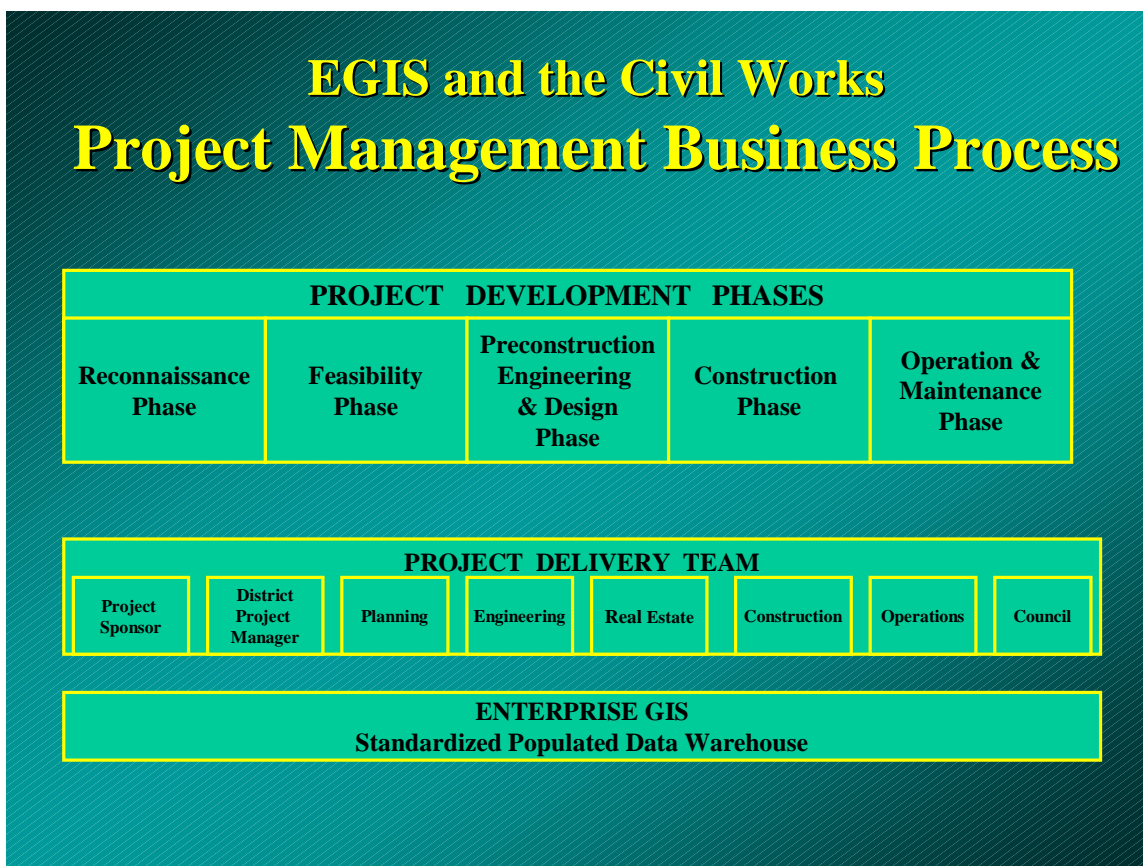 EGIS and the Civil Works
Project Management Business Process
PROJECT DEVELOPMENT PHASES
Reconnaissance
Phase
Feasibility
Phase
Preconstruction
Engineering
& Design
Phase
Construction
Phase
Operation &
Maintenance
Phase
PROJECT DELIVERY TEAM
Project
Sponsor
District
Project
Manager
Planning
Engineering
Real Estate
Construction
Operations
Council
ENTERPRISE GIS
Standardized Populated Data Warehouse